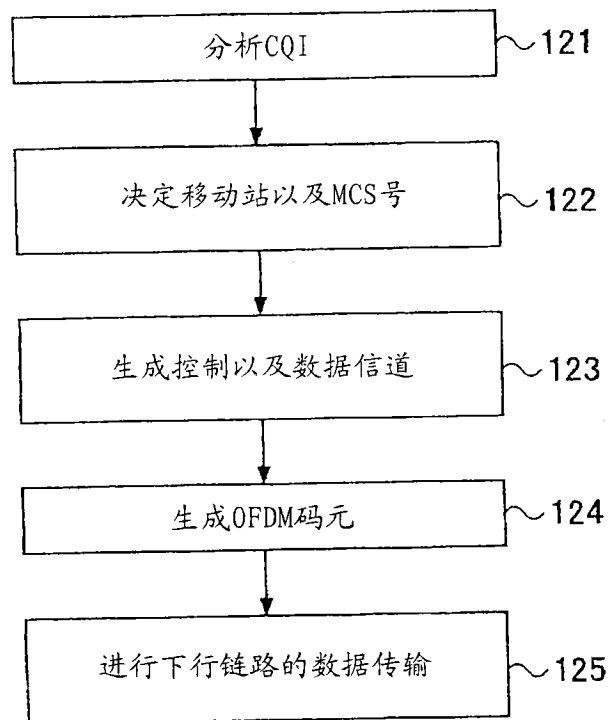 分析CQI
121
决定移动站以及MCS号
122
生成控制以及数据信道
123
生成OFDM码元
124
进行下行链路的数据传输
125